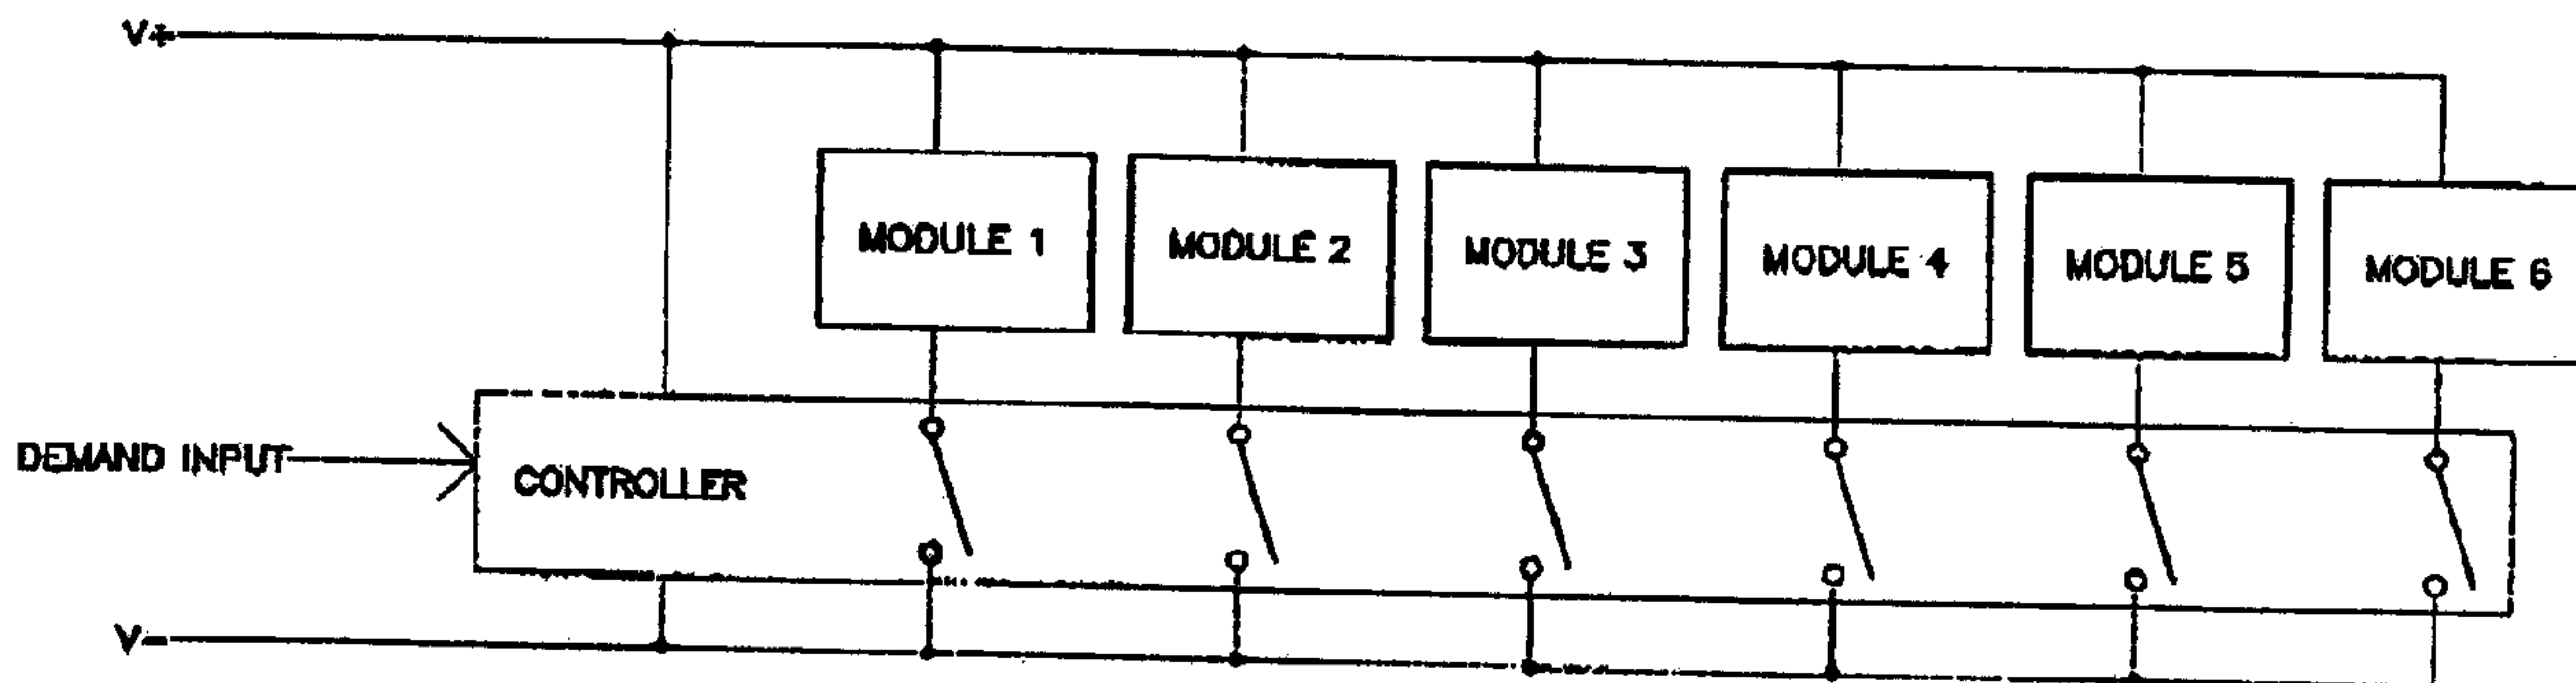 V+
MODULE 1
MODULE 2
MODULE 3
MODULE 4
MODULE 5
MODULE 6
DEMAND INPUT
CONTROLLER
V-